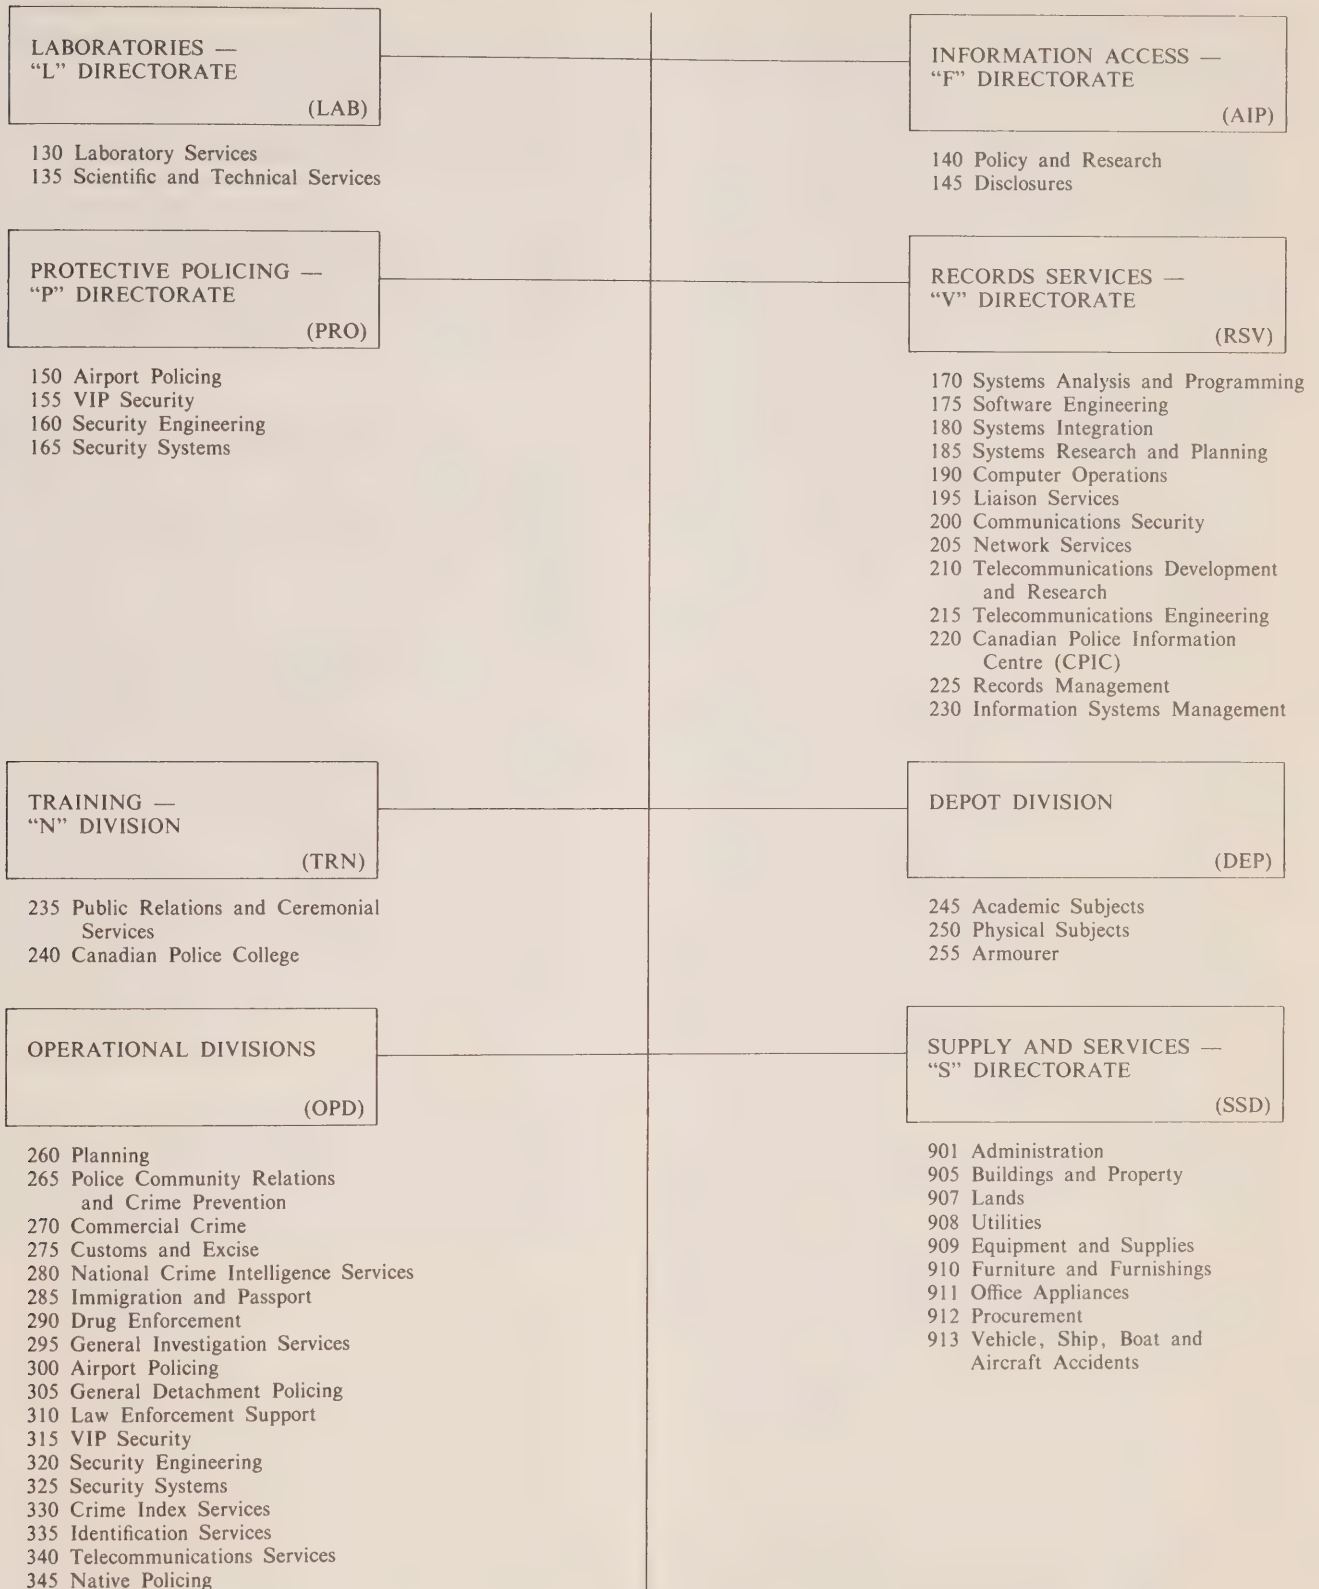 LABORATORIES —
“L” DIRECTORATE
(LAB)
130 Laboratory Services
135 Scientific and Technical Services
INFORMATION ACCESS —
“F” DIRECTORATE
(AIP)
140 Policy and Research
145 Disclosures
PROTECTIVE POLICING —
“P” DIRECTORATE
(PRO)
150 Airport Policing
155 VIP Security
160 Security Engineering
165 Security Systems
RECORDS SERVICES —
“V” DIRECTORATE
(RSV)
170 Systems Analysis and Programming
175 Software Engineering
180 Systems Integration
185 Systems Research and Planning
190 Computer Operations
195 Liaison Services
200 Communications Security
205 Network Services
210 Telecommunications Development
and Research
215 Telecommunications Engineering
220 Canadian Police Information
Centre (CPIC)
225 Records Management
230 Information Systems Management
TRAINING —
“N” DIVISION
(TRN)
235 Public Relations and Ceremonial
Services
240 Canadian Police College
DEPOT DIVISION
(DEP)
245 Academic Subjects
250 Physical Subjects
255 Armourer
OPERATIONAL DIVISIONS
(OPD)
260 Planning
265 Police Community Relations
and Crime Prevention
270 Commercial Crime
275 Customs and Excise
280 National Crime Intelligence Services
285 Immigration and Passport
290 Drug Enforcement
295 General Investigation Services
300 Airport Policing
305 General Detachment Policing
310 Law Enforcement Support
315 VIP Security
320 Security Engineering
325 Security Systems
330 Crime Index Services
335 Identification Services
340 Telecommunications Services
345 Native Policing
SUPPLY AND SERVICES —
“S” DIRECTORATE
(SSD)
901 Administration
905 Buildings and Property
907 Lands
908 Utilities
909 Equipment and Supplies
910 Furniture and Furnishings
911 Office Appliances
912 Procurement
913 Vehicle, Ship, Boat and
Aircraft Accidents